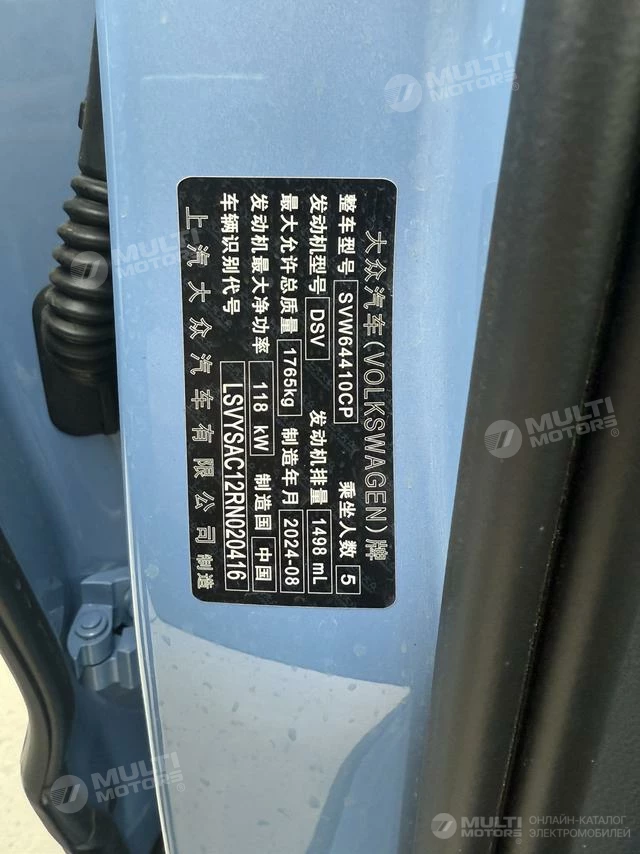 大众汽车(VOLKSWAGEN)牌
整车型号 SVW64410CP 乘坐人数 5
发动机型号 DSV 发动机排量 1498 mL
最大允许总质量 1765kg 制造年月 2024-08
发动机最大净功率 118 kW 制造国 中国
车辆识别代号 LSVYSAC12RN020416
上汽大众汽车有限公司制造
MULTI MOTORS®
MULTI MOTORS
MULTI MOTORS®
MULTI MOTORS®
MULTI MOTORS®
ОНЛАЙН-КАТАЛОГ
ЭЛЕКТРОМОБИЛЕЙ